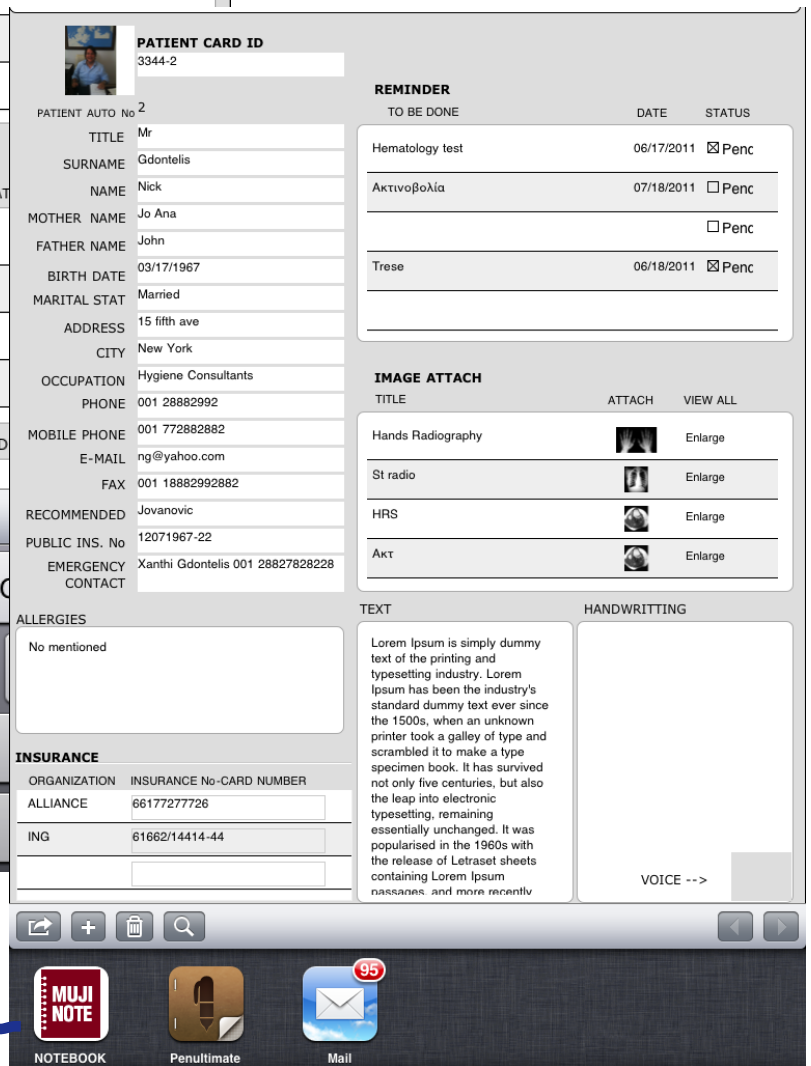 PATIENT CARD ID
3344-2
PATIENT AUTO No 2
TITLE Mr
SURNAME Gdontelis
NAME Nick
MOTHER NAME Jo Ana
FATHER NAME John
BIRTH DATE 03/17/1967
MARITAL STAT Married
ADDRESS 15 fifth ave
CITY New York
OCCUPATION Hygiene Consultants
PHONE 001 28882992
MOBILE PHONE 001 772882882
E-MAIL ng@yahoo.com
FAX 001 18882992882
RECOMMENDED Jovanovic
PUBLIC INS. No 12071967-22
EMERGENCY CONTACT Xanthi Gdontelis 001 28827828228
REMINDER
TO BE DONE DATE STATUS
Hematology test 06/17/2011 Penc
Ακτινοβολία 07/18/2011 Penc
Penc
Trese 06/18/2011 Penc
IMAGE ATTACH
TITLE ATTACH VIEW ALL
Hands Radiography Enlarge
St radio Enlarge
HRS Enlarge
Ακτ Enlarge
ALLERGIES
No mentioned
INSURANCE
ORGANIZATION INSURANCE No-CARD NUMBER
ALLIANCE 66177277726
ING 61662/14414-44
TEXT
Lorem Ipsum is simply dummy
text of the printing and
typesetting industry. Lorem
Ipsum has been the industry's
standard dummy text ever since
the 1500s, when an unknown
printer took a galley of type and
scrambled it to make a type
specimen book. It has survived
not only five centuries, but also
the leap into electronic
typesetting, remaining
essentially unchanged. It was
popularised in the 1960s with
the release of Letraset sheets
containing Lorem Ipsum
passages, and more recently
HANDWRITTING
VOICE -->
MUJI
NOTE
95
NOTEBOOK Penultimate Mail